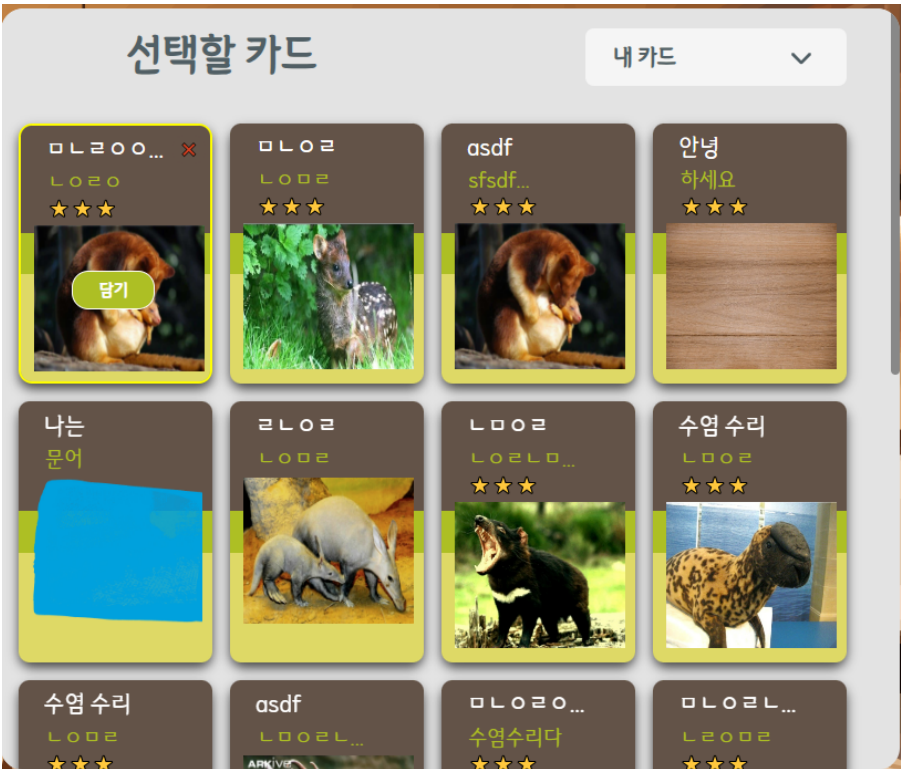 선택할 카드
내 카드
ㅁㄴㄹㅇㅇ...
ㄴㅇㄹㅇ
담기
ㅁㄴㅇㄹ
ㄴㅇㅁㄹ
asdf
sfsdf...
안녕
하세요
나는
문어
ㄹㄴㅇㄹ
ㄴㅇㅁㄹ
ㄴㅁㅇㄹ
ㄴㅇㄹㄴㅁ...
수염 수리
ㄴㅁㅇㄹ
수염 수리
ㄴㅇㅁㄹ
asdf
ㄴㅁㅇㄹㄴ...
ARKive
ㅁㄴㅇㄹㅇ...
수염수리다
ㅁㄴㅇㄹㄴ...
ㄴㄹㅇㅁㄹ